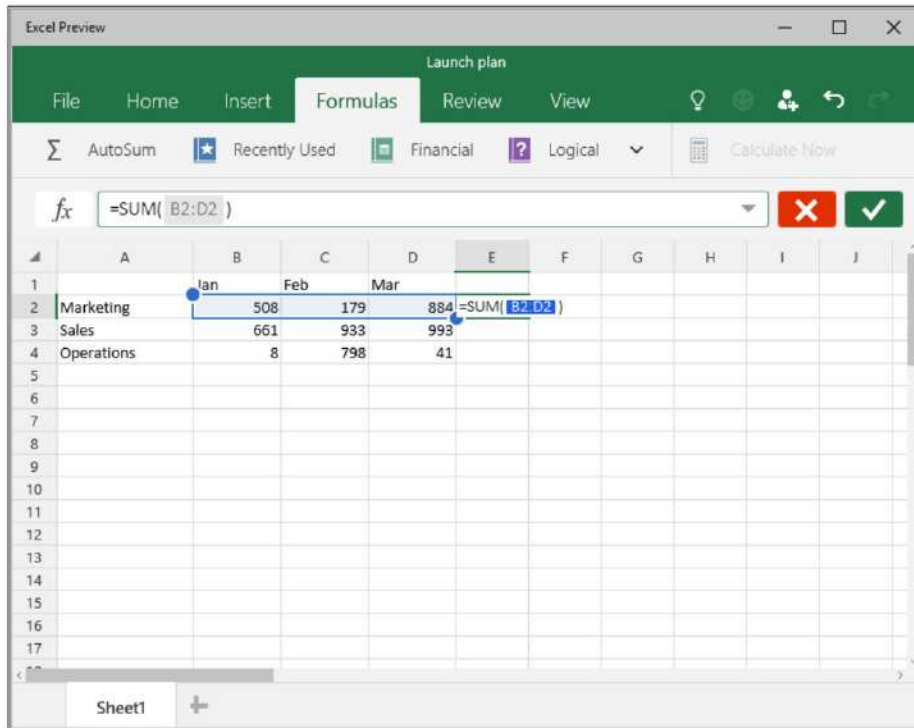 Excel Preview
Launch plan
File Home Insert Formulas Review View
AutoSum Recently Used Financial Logical Calculate Now
fx =SUM( B2:D2 )
A B C D E F G H I J
1 Jan Feb Mar
2 Marketing 508 179 884 =SUM( B2:D2 )
3 Sales 661 933 993
4 Operations 8 798 41
5
6
7
8
9
10
11
12
13
14
15
16
17
Sheet1